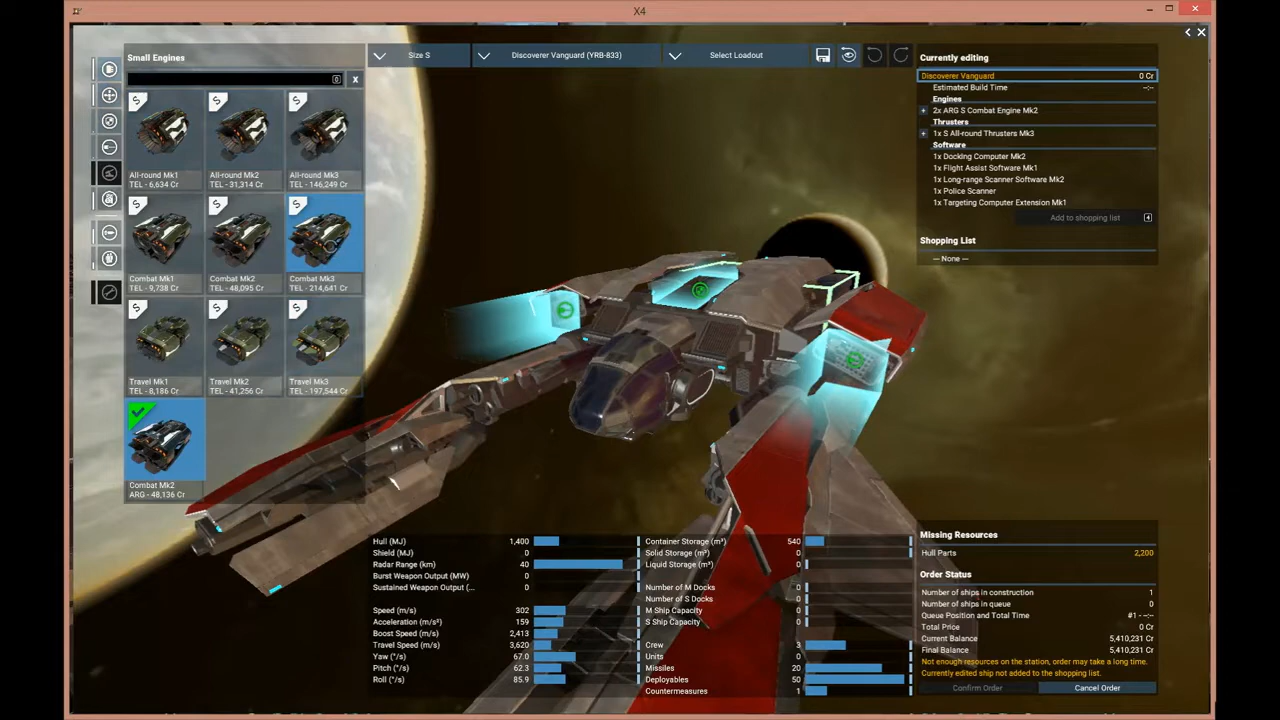 X4
Small Engines
0
x
S
S
S
All-round Mk1
TEL - 6,634 Cr
All-round Mk2
TEL - 31,314 Cr
All-round Mk3
TEL - 146,249 Cr
S
S
S
Combat Mk1
TEL - 9,738 Cr
Combat Mk2
TEL - 48,095 Cr
Combat Mk3
TEL - 214,641 Cr
S
S
S
Travel Mk1
TEL - 8,186 Cr
Travel Mk2
TEL - 41,256 Cr
Travel Mk3
TEL - 197,544 Cr
Combat Mk2
ARG - 48,136 Cr
Size S
Discoverer Vanguard (YRB-833)
Select Loadout
Hull (MJ) 1,400
Shield (MJ) 0
Radar Range (km) 40
Burst Weapon Output (MW) 0
Sustained Weapon Output (... 0
Speed (m/s) 302
Acceleration (m/s²) 159
Boost Speed (m/s) 2,413
Travel Speed (m/s) 3,620
Yaw (°/s) 67.0
Pitch (°/s) 62.3
Roll (°/s) 85.9
Container Storage (m³) 540
Solid Storage (m³) 0
Liquid Storage (m³) 0
Number of M Docks 0
Number of S Docks 0
M Ship Capacity 0
S Ship Capacity 0
Crew 3
Units 0
Missiles 20
Deployables 50
Countermeasures 1
Currently editing
Discoverer Vanguard 0 Cr
Estimated Build Time --:--
Engines
+ 2x ARG S Combat Engine Mk2
Thrusters
+ 1x S All-round Thrusters Mk3
Software
1x Docking Computer Mk2
1x Flight Assist Software Mk1
1x Long-range Scanner Software Mk2
1x Police Scanner
1x Targeting Computer Extension Mk1
Add to shopping list
Shopping List
— None —
Missing Resources
Hull Parts 2,200
Order Status
Number of ships in construction 1
Number of ships in queue 0
Queue Position and Total Time #1 - --:--
Total Price 0 Cr
Current Balance 5,410,231 Cr
Final Balance 5,410,231 Cr
Not enough resources on the station, order may take a long time.
Currently edited ship not added to the shopping list.
Confirm Order
Cancel Order